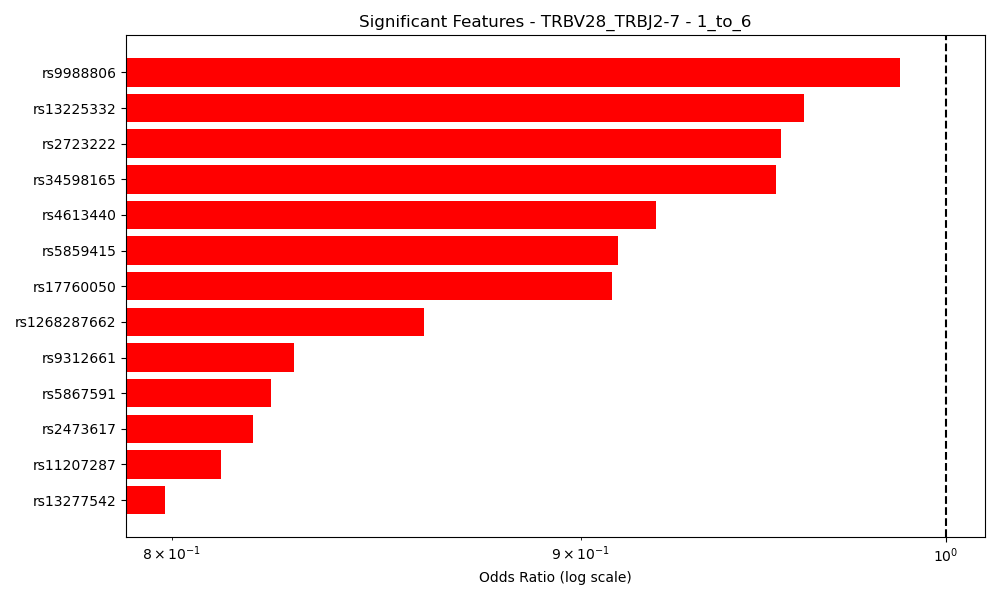 Significant Features - TRBV28_TRBJ2-7 - 1_to_6
rs9988806
rs13225332
rs2723222
rs34598165
rs4613440
rs5859415
rs17760050
rs1268287662
rs9312661
rs5867591
rs2473617
rs11207287
rs13277542
8 × 10⁻¹ 9 × 10⁻¹ 10⁰
Odds Ratio (log scale)